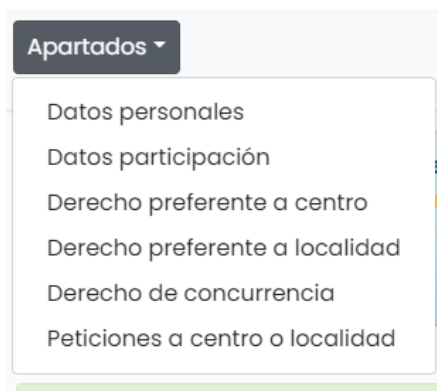 Apartados
Datos personales
Datos participación
Derecho preferente a centro
Derecho preferente a localidad
Derecho de concurrencia
Peticiones a centro o localidad